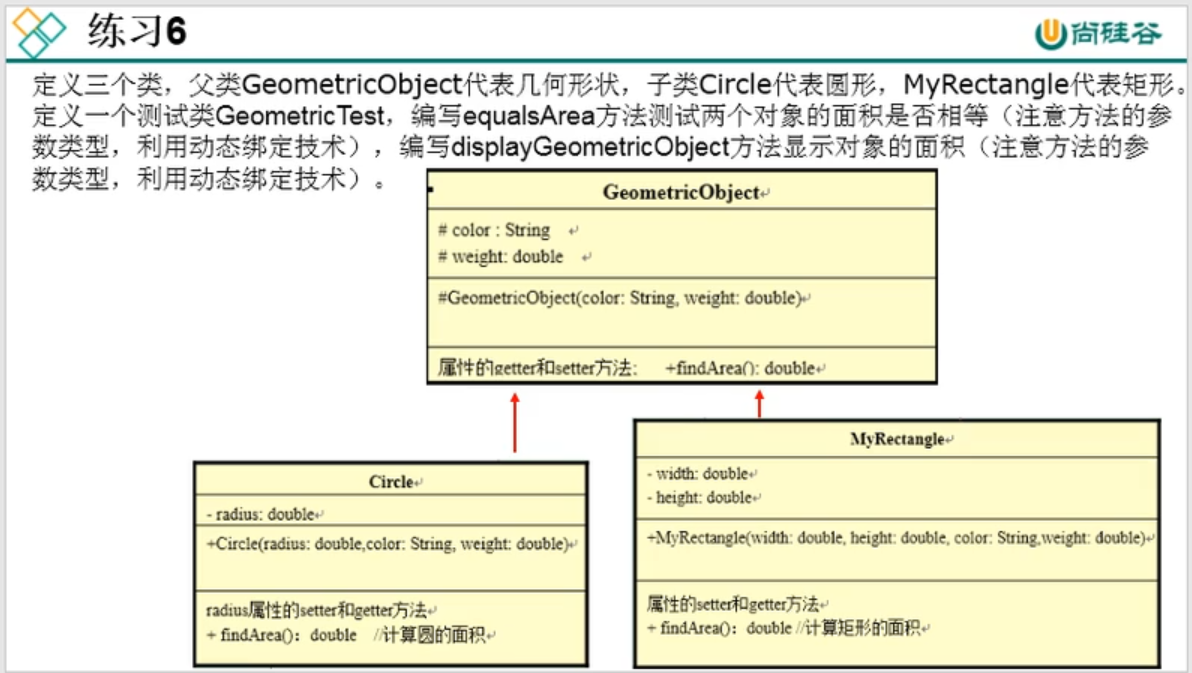 练习6
尚硅谷
定义三个类，父类GeometricObject代表几何形状，子类Circle代表圆形，MyRectangle代表矩形。
定义一个测试类GeometricTest，编写equalsArea方法测试两个对象的面积是否相等（注意方法的参
数类型，利用动态绑定技术），编写displayGeometricObject方法显示对象的面积（注意方法的参
数类型，利用动态绑定技术）。
GeometricObject
# color : String
# weight: double
#GeometricObject(color: String, weight: double)
属性的getter和setter方法;   +findArea(): double
Circle
- radius: double
+Circle(radius: double,color: String, weight: double)
radius属性的setter和getter方法
+ findArea()：double   //计算圆的面积
MyRectangle
- width: double
- height: double
+MyRectangle(width: double, height: double, color: String,weight: double)
属性的setter和getter方法
+ findArea()：double //计算矩形的面积